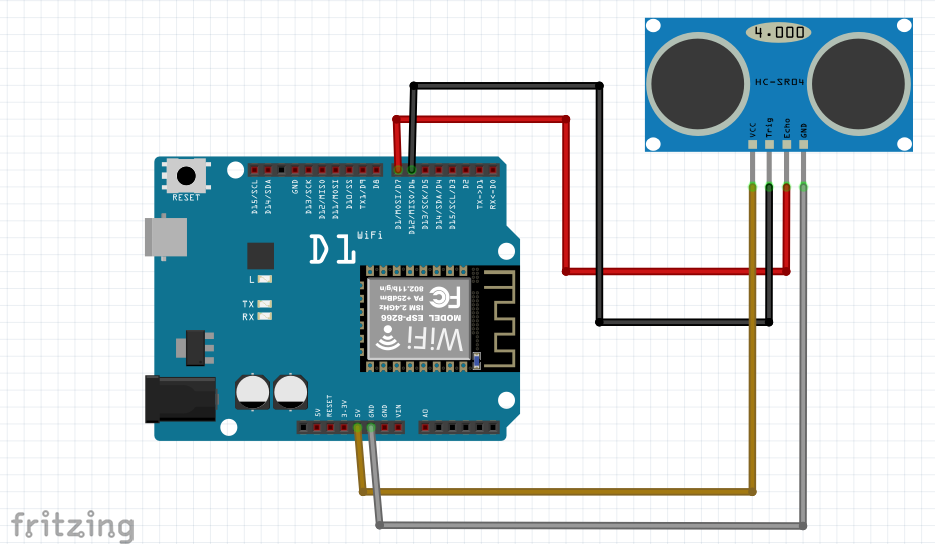 4.000
HC-SR04
VCC
Trig
Echo
GND
RESET
D15/SCL
D14/SDA
GND
D13/SCK
D12/MISO
D11/MOSI
D10/SS
TX1/D9
D8
D1/MOSI/D7
D12/MISO/D6
D13/SCK/D5
D14/SDA/D4
D15/SCL/D3
D2
TX->D1
RX<-D0
D1 WiFi
L
TX
RX
WiFi
MODEL ESP-8266
ISM 2.4GHz
PA +25dBm
802.11b/g/n
FC
5V
RESET
3.3V
5V
GND
GND
VIN
A0
fritzing